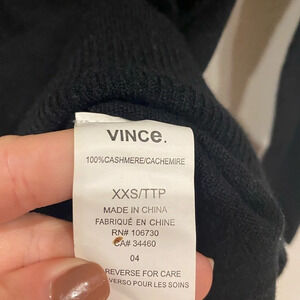 VINCE.
100%CASHMERE/CACHEMIRE
XXS/TTP
MADE IN CHINA
FABRIQUÉ EN CHINE
RN# 106730
CA# 34460
04
REVERSE FOR CARE
REVERSO POUR LES SOINS